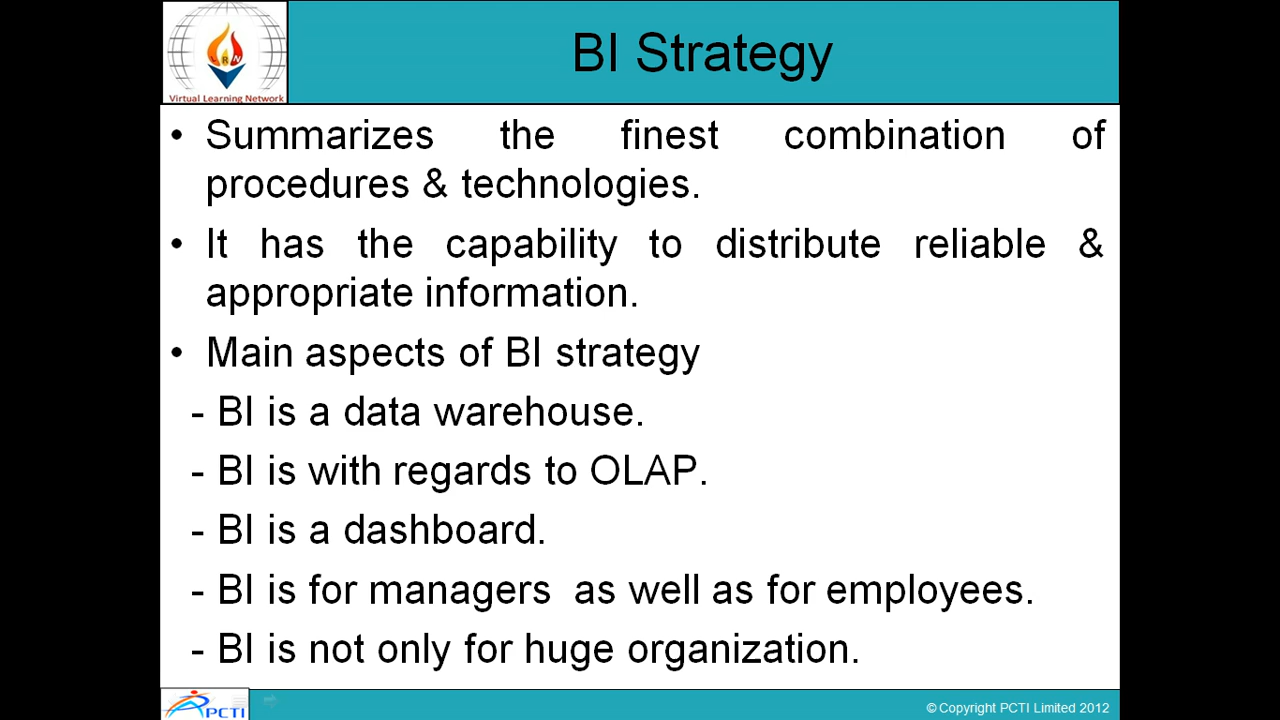 BI Strategy
LRN
Virtual Learning Network
• Summarizes the finest combination of
procedures & technologies.
• It has the capability to distribute reliable &
appropriate information.
• Main aspects of BI strategy
- BI is a data warehouse.
- BI is with regards to OLAP.
- BI is a dashboard.
- BI is for managers as well as for employees.
- BI is not only for huge organization.
PCTI
© Copyright PCTI Limited 2012